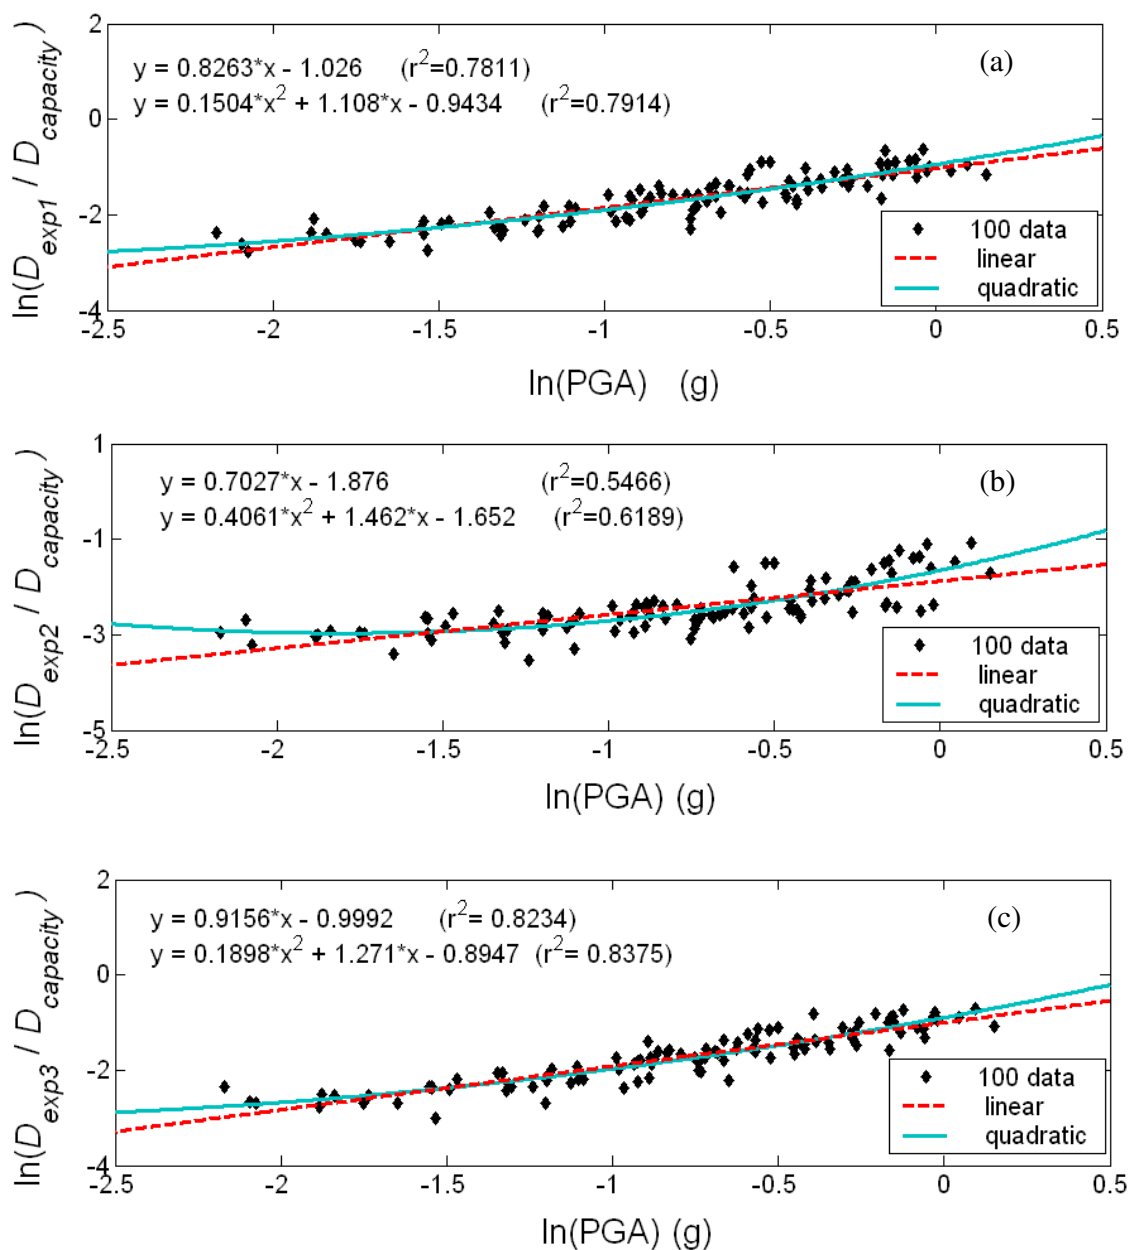 2
0
-2
-4
ln(D_exp1 / D_capacity)
y = 0.8263*x - 1.026 (r²=0.7811)
y = 0.1504*x² + 1.108*x - 0.9434 (r²=0.7914)
(a)
100 data
linear
quadratic
-2.5 -2 -1.5 -1 -0.5 0 0.5
ln(PGA) (g)
1
-1
-3
-5
ln(D_exp2 / D_capacity)
y = 0.7027*x - 1.876 (r²=0.5466)
y = 0.4061*x² + 1.462*x - 1.652 (r²=0.6189)
(b)
100 data
linear
quadratic
-2.5 -2 -1.5 -1 -0.5 0 0.5
ln(PGA) (g)
2
0
-2
-4
ln(D_exp3 / D_capacity)
y = 0.9156*x - 0.9992 (r²= 0.8234)
y = 0.1898*x² + 1.271*x - 0.8947 (r²= 0.8375)
(c)
100 data
linear
quadratic
-2.5 -2 -1.5 -1 -0.5 0 0.5
ln(PGA) (g)